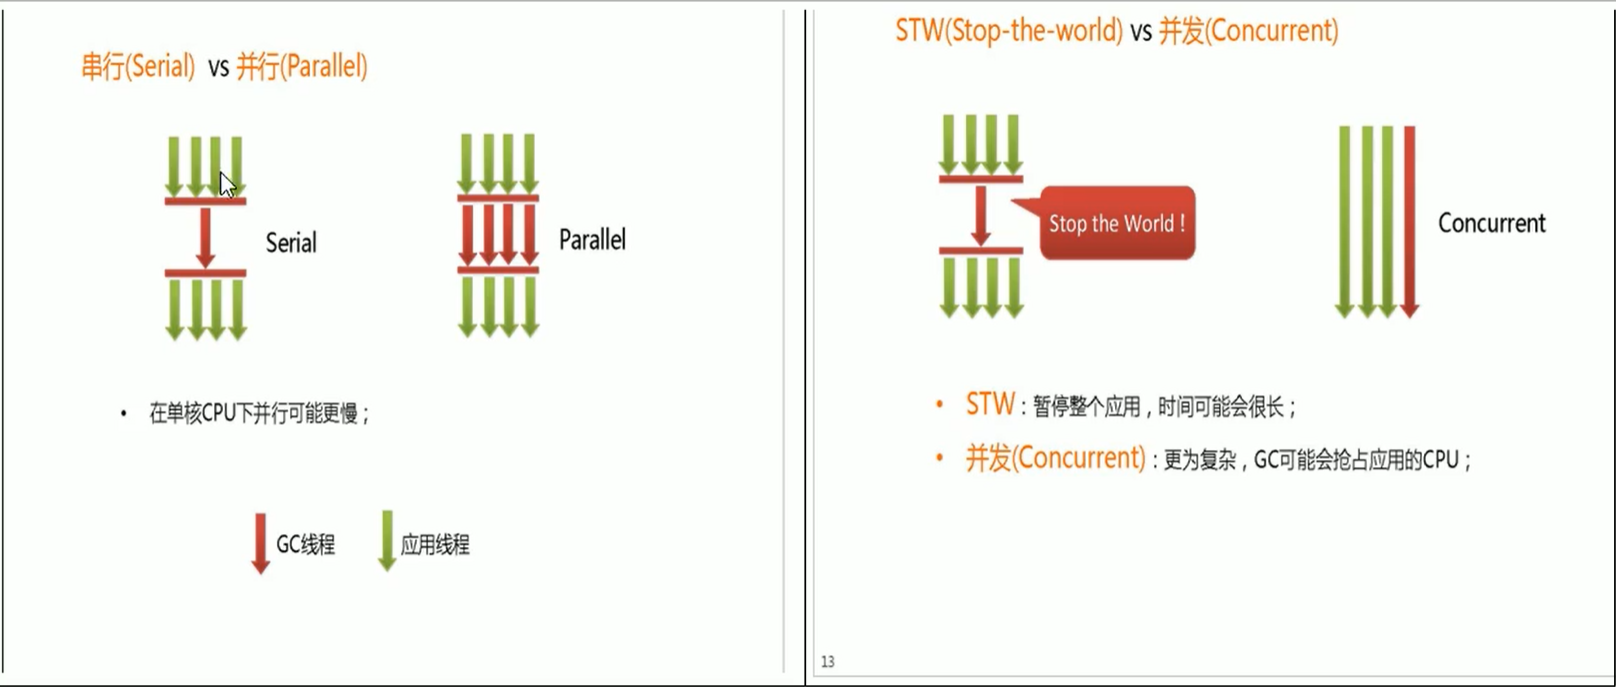 串行(Serial) vs 并行(Parallel)
Serial
Parallel
• 在单核CPU下并行可能更慢；
GC线程
应用线程
STW(Stop-the-world) vs 并发(Concurrent)
Stop the World !
Concurrent
• STW：暂停整个应用，时间可能会很长；
• 并发(Concurrent)：更为复杂，GC可能会抢占应用的CPU；
13